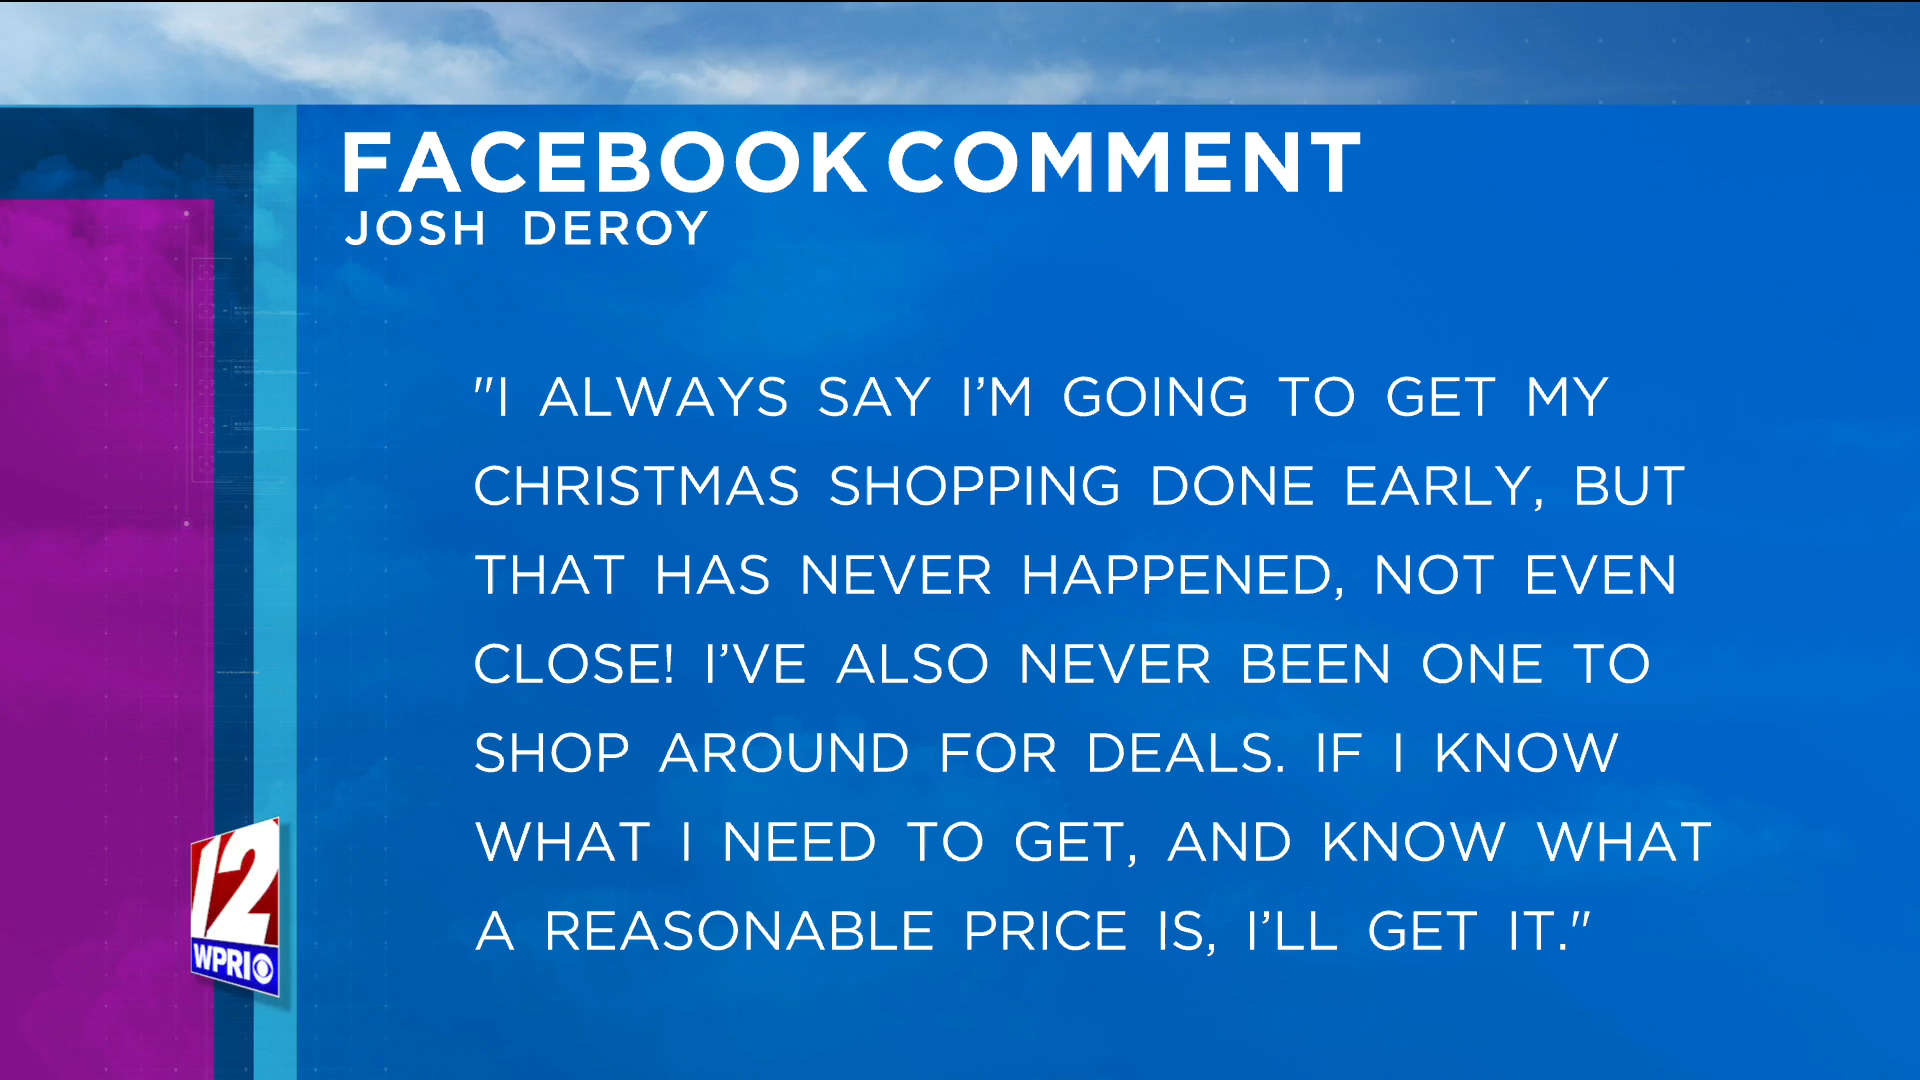 FACEBOOK COMMENT
JOSH DEROY
"I ALWAYS SAY I’M GOING TO GET MY
CHRISTMAS SHOPPING DONE EARLY, BUT
THAT HAS NEVER HAPPENED, NOT EVEN
CLOSE! I’VE ALSO NEVER BEEN ONE TO
SHOP AROUND FOR DEALS. IF I KNOW
WHAT I NEED TO GET, AND KNOW WHAT
A REASONABLE PRICE IS, I’LL GET IT."
12
WPRI